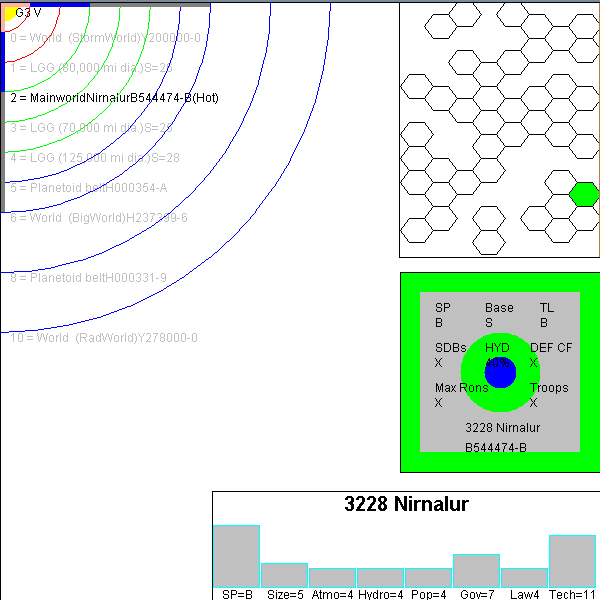 G3 V
0 = World  (StormWorld)Y200000-0
1 = LGG (80,000 mi dia.)S=26
2 = MainworldNirnalurB544474-B(Hot)
3 = LGG (70,000 mi dia.)S=25
4 = LGG (125,000 mi dia.)S=28
5 = Planetoid beltH000354-A
6 = World  (BigWorld)H237399-6
8 = Planetoid beltH000331-9
10 = World  (RadWorld)Y278000-0
SP Base TL
B S B
SDBs HYD DEF CF
X 40% X
Max Rons Troops
X X
3228 Nirnalur
B544474-B
3228 Nirnalur
SP=B Size=5 Atmo=4 Hydro=4 Pop=4 Gov=7 Law4 Tech=11